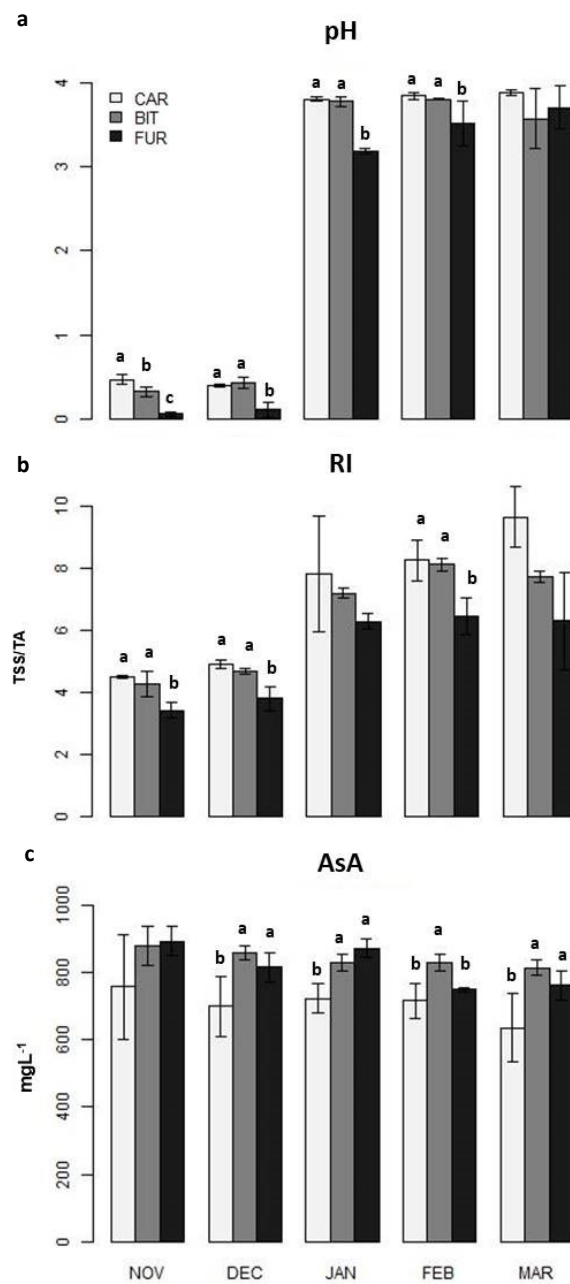 a
pH
4
3
2
1
0
CAR
BIT
FUR
a a b
a a b
a b c
a a b
b
RI
TSS/TA
10
8
6
4
2
0
a a b
a a b
a a b
c
AsA
mgL-1
1000
800
600
400
200
0
b a a
b a a
b a b
b a a
NOV DEC JAN FEB MAR